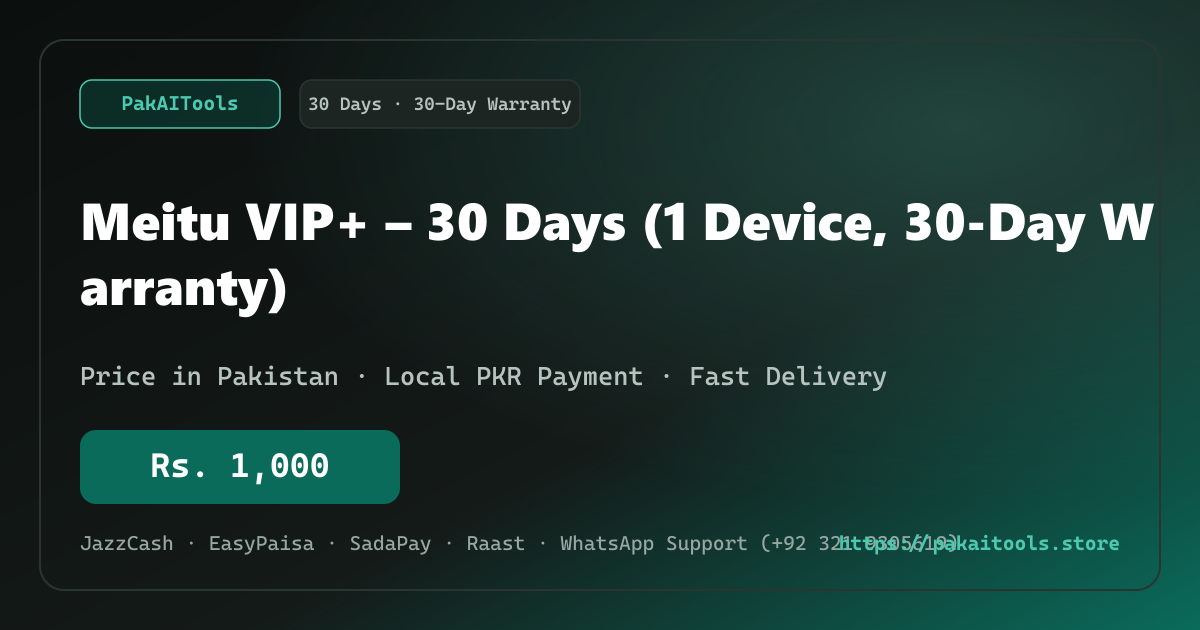 PakAITools
30 Days · 30-Day Warranty
Meitu VIP+ – 30 Days (1 Device, 30-Day W
arranty)
Price in Pakistan · Local PKR Payment · Fast Delivery
Rs. 1,000
JazzCash · EasyPaisa · SadaPay · Raast · WhatsApp Support (+92 321
https://pakaitools.store